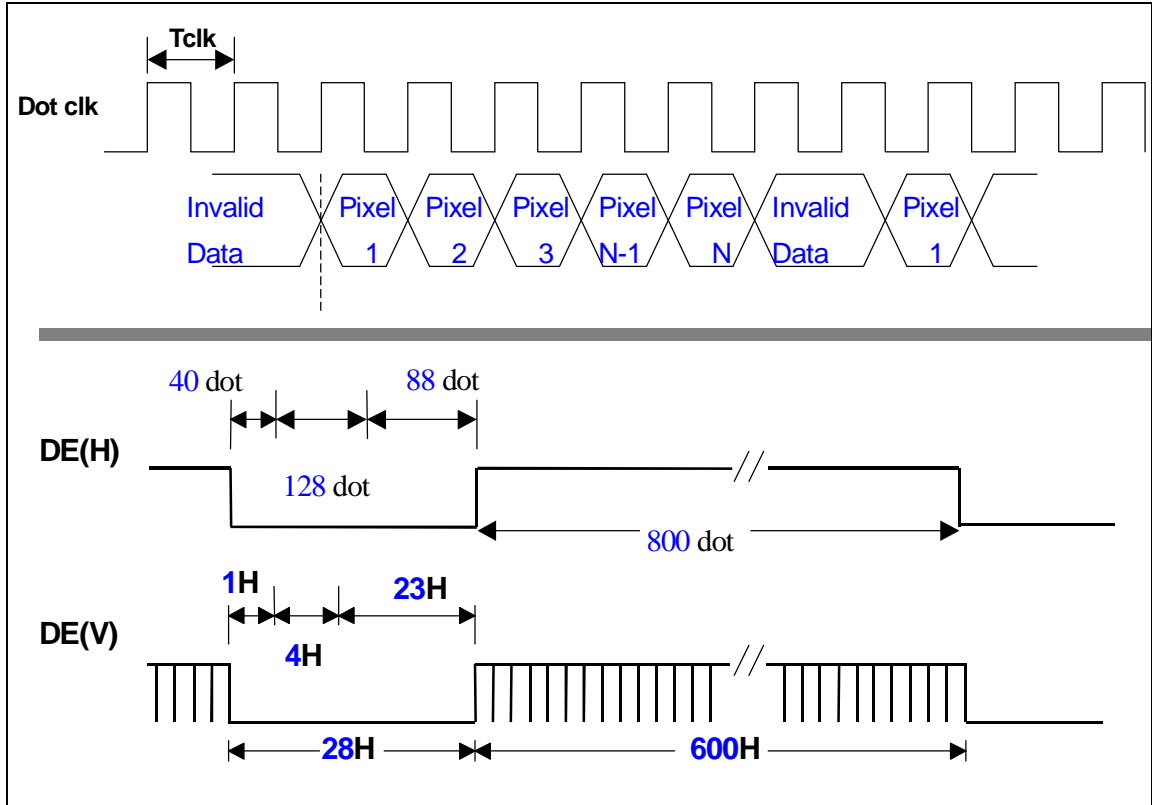 Tclk
Dot clk
Invalid Pixel Pixel Pixel Pixel Pixel Invalid Pixel
Data 1 2 3 N-1 N Data 1
40 dot 88 dot
DE(H)
128 dot
800 dot
1H 23H
DE(V)
4H
28H 600H